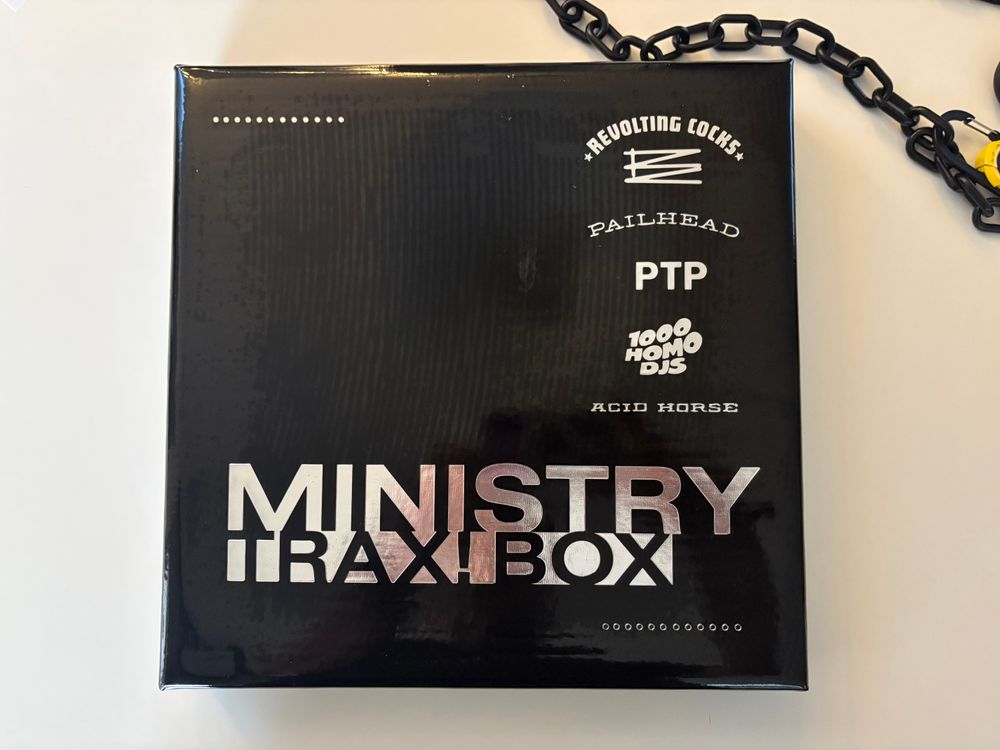 REVOLTING COCKS
PAILHEAD
PTP
1000
HOMO
DJS
ACID HORSE
MINISTRY
TRAX! BOX